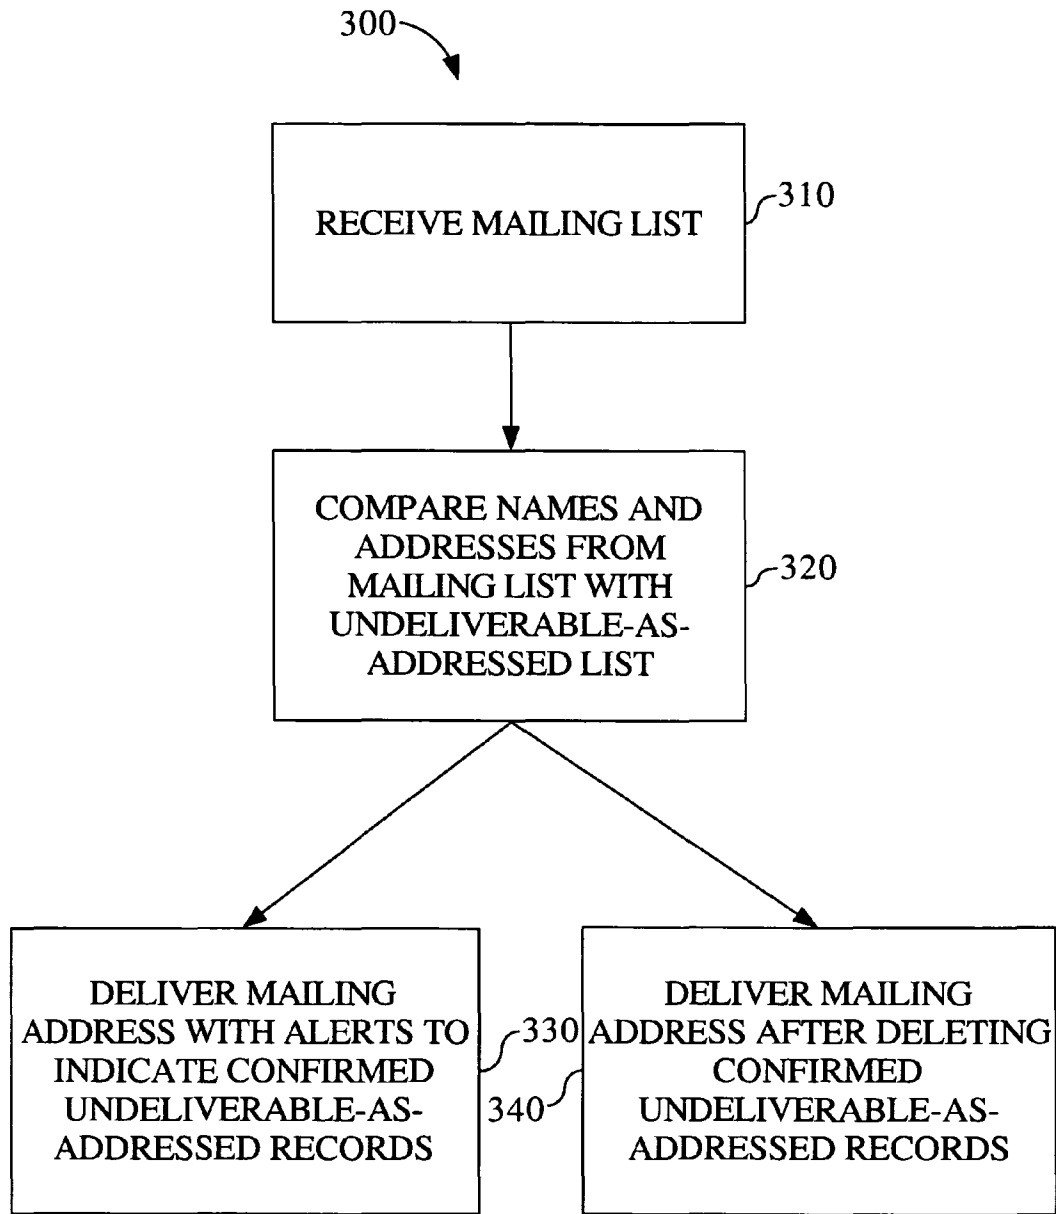 300
RECEIVE MAILING LIST
310
COMPARE NAMES AND
ADDRESSES FROM
MAILING LIST WITH
UNDELIVERABLE-AS-
ADDRESSED LIST
320
DELIVER MAILING
ADDRESS WITH ALERTS TO
INDICATE CONFIRMED
UNDELIVERABLE-AS-
ADDRESSED RECORDS
330
340
DELIVER MAILING
ADDRESS AFTER DELETING
CONFIRMED
UNDELIVERABLE-AS-
ADDRESSED RECORDS